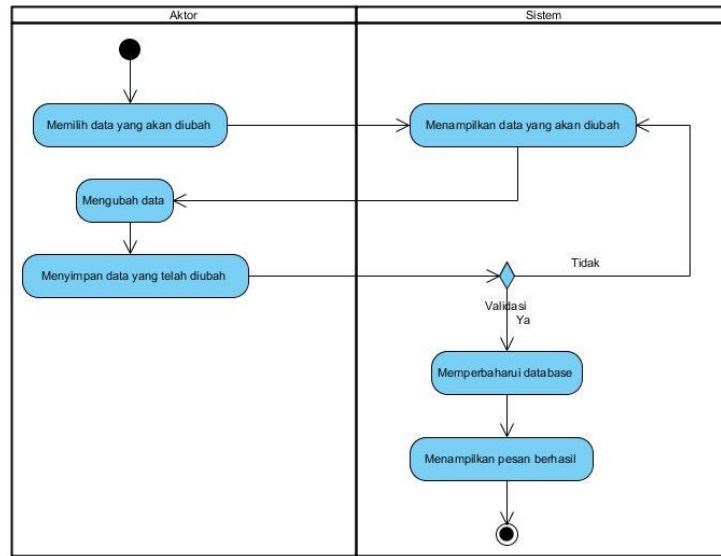 Aktor
Sistem
Memilih data yang akan diubah
Menampilkan data yang akan diubah
Mengubah data
Menyimpan data yang telah diubah
Tidak
Validasi
Ya
Memperbaharui database
Menampilkan pesan berhasil